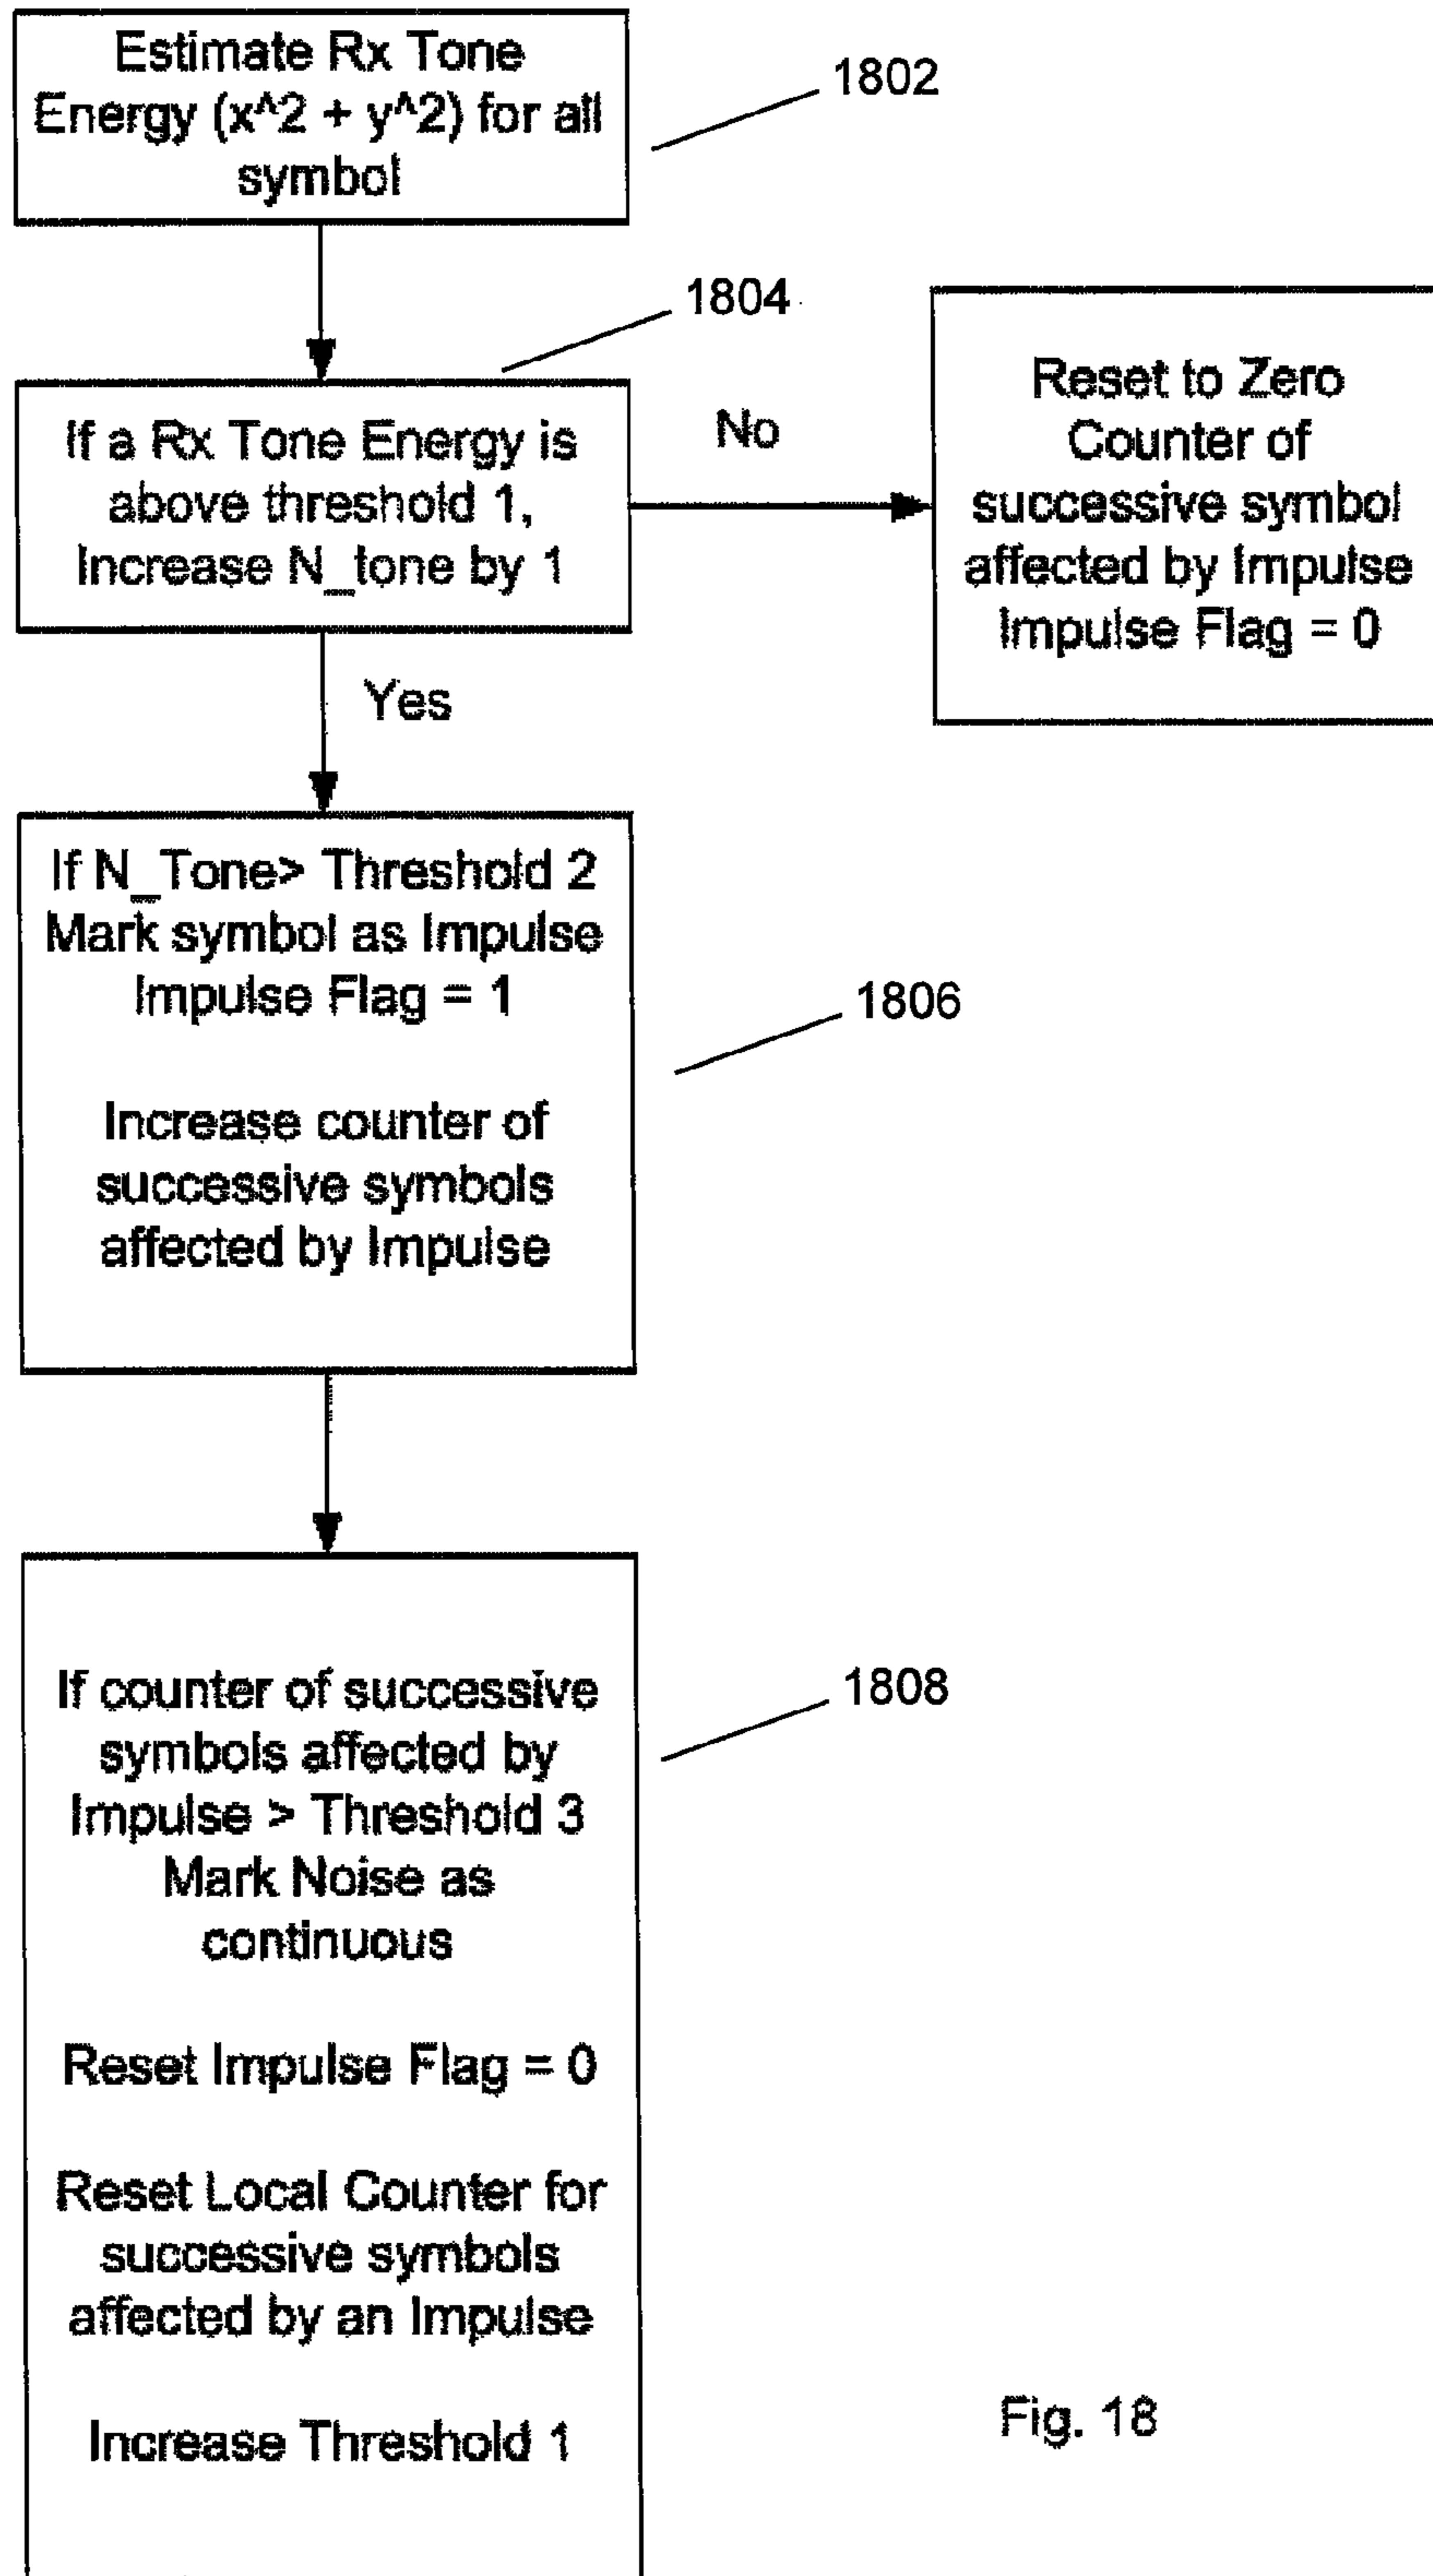 Estimate Rx Tone
Energy (x^2 + y^2) for all
symbol
1802
1804
If a Rx Tone Energy is
above threshold 1,
Increase N_tone by 1
No
Reset to Zero
Counter of
successive symbol
affected by Impulse
Impulse Flag = 0
Yes
If N_Tone> Threshold 2
Mark symbol as Impulse
Impulse Flag = 1
Increase counter of
successive symbols
affected by Impulse
1806
If counter of successive
symbols affected by
Impulse > Threshold 3
Mark Noise as
continuous
Reset Impulse Flag = 0
Reset Local Counter for
successive symbols
affected by an Impulse
Increase Threshold 1
1808
Fig. 18